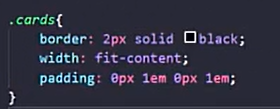 .cards{
border: 2px solid black;
width: fit-content;
padding: 0px 1em 0px 1em;
}